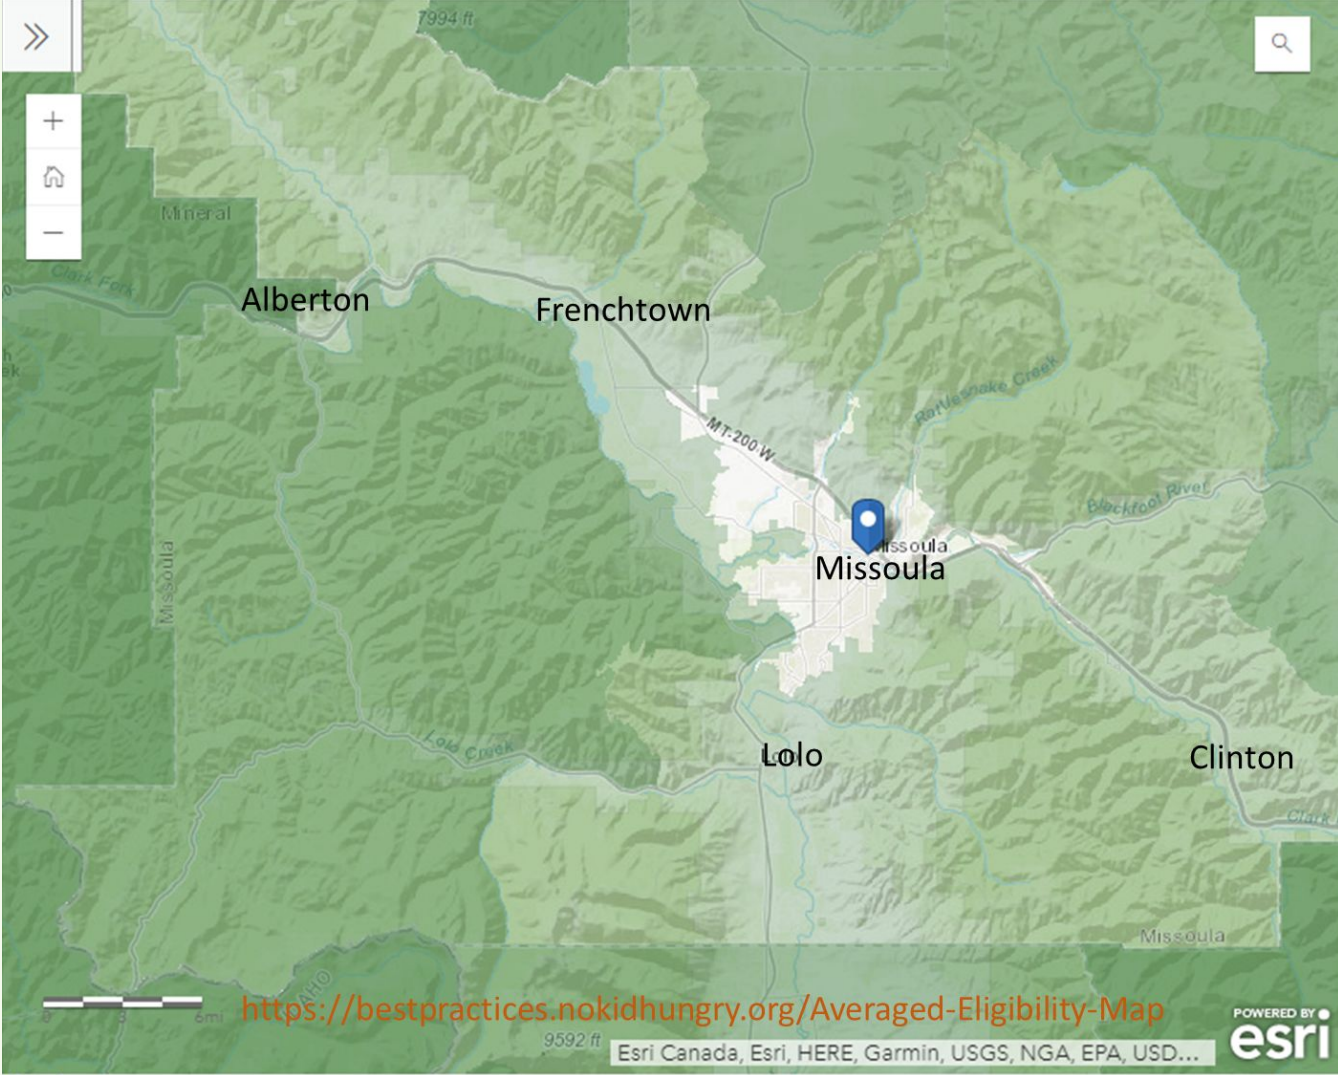 7994 ft
Mineral
Clark Fork
Alberton
Frenchtown
Rattlesnake Creek
MT-200 W
Blackfoot River
Missoula
Missoula
Missoula
Lolo Creek
Lolo
Clinton
Clark
Missoula
0 3 6mi
https://bestpractices.nokidhungry.org/Averaged-Eligibility-Map
9592 ft
POWERED BY
esri
Esri Canada, Esri, HERE, Garmin, USGS, NGA, EPA, USD...